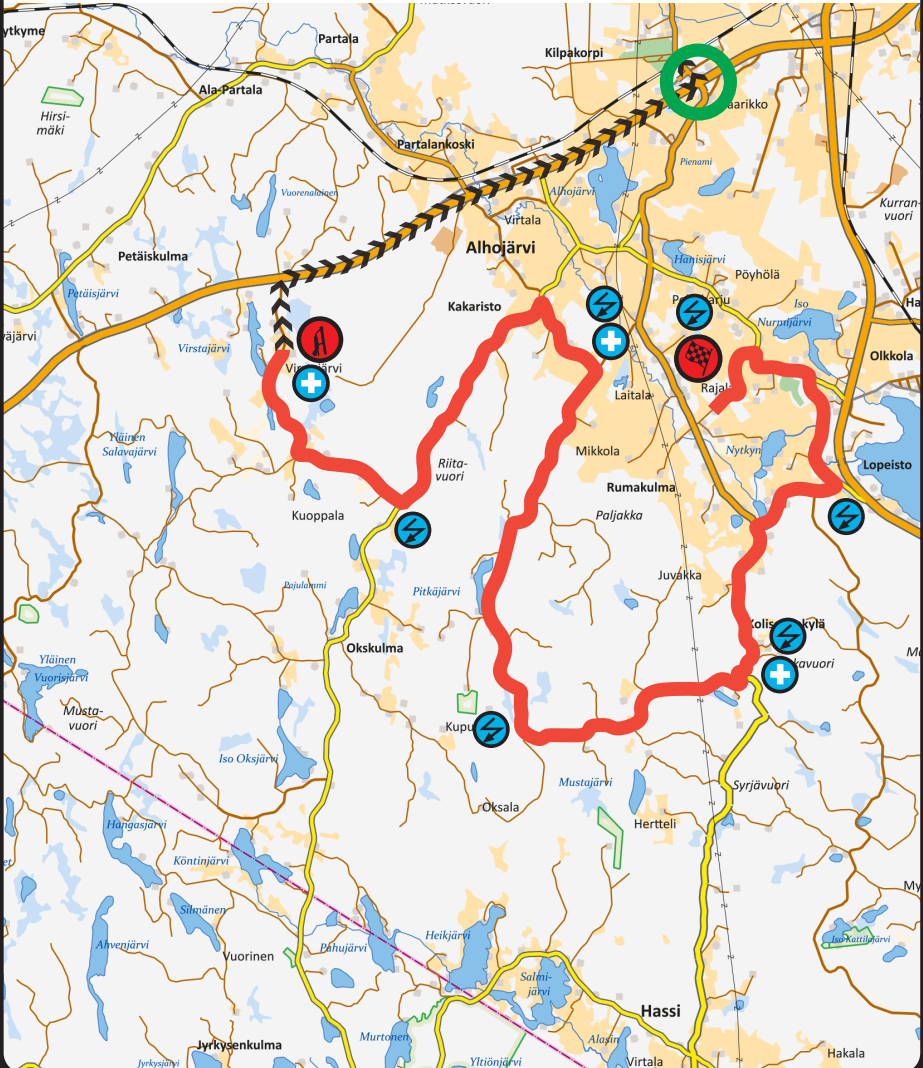 Partala
Kilpakorpi
Ala-Partala
Hirsi-
mäki
Partalankoski
Pienami
Vuorenalainen
Alhojärvi
Kurran-
vuori
Virtala
Alhojärvi
Petäiskulma
Hanisjärvi
Pöyhölä
Petäisjärvi
Kakaristo
Iso
Nurmijärvi
Virstajärvi
Olkkola
Laitala
Yläinen
Salavajärvi
Mikkola
Nytkyn
Riita-
vuori
Lopeisto
Rumakulma
Kuoppala
Paljakka
Juvakka
Pajulammi
Pitkäjärvi
Okskulma
Yläinen
Vuorisjärvi
Musta-
vuori
Iso Oksjärvi
Mustajärvi
Syrjävuori
Oksala
Hangasjärvi
Hertteli
Köntinjärvi
Silmänen
Heikjärvi
Ahvenjärvi
Pahujärvi
Iso Kattilajärvi
Vuorinen
Salmi-
järvi
Hassi
Murtonen
Alasin
Jyrkysenkulma
Hakala
Jyrkysjärvi
Yltiönjärvi
Virtala